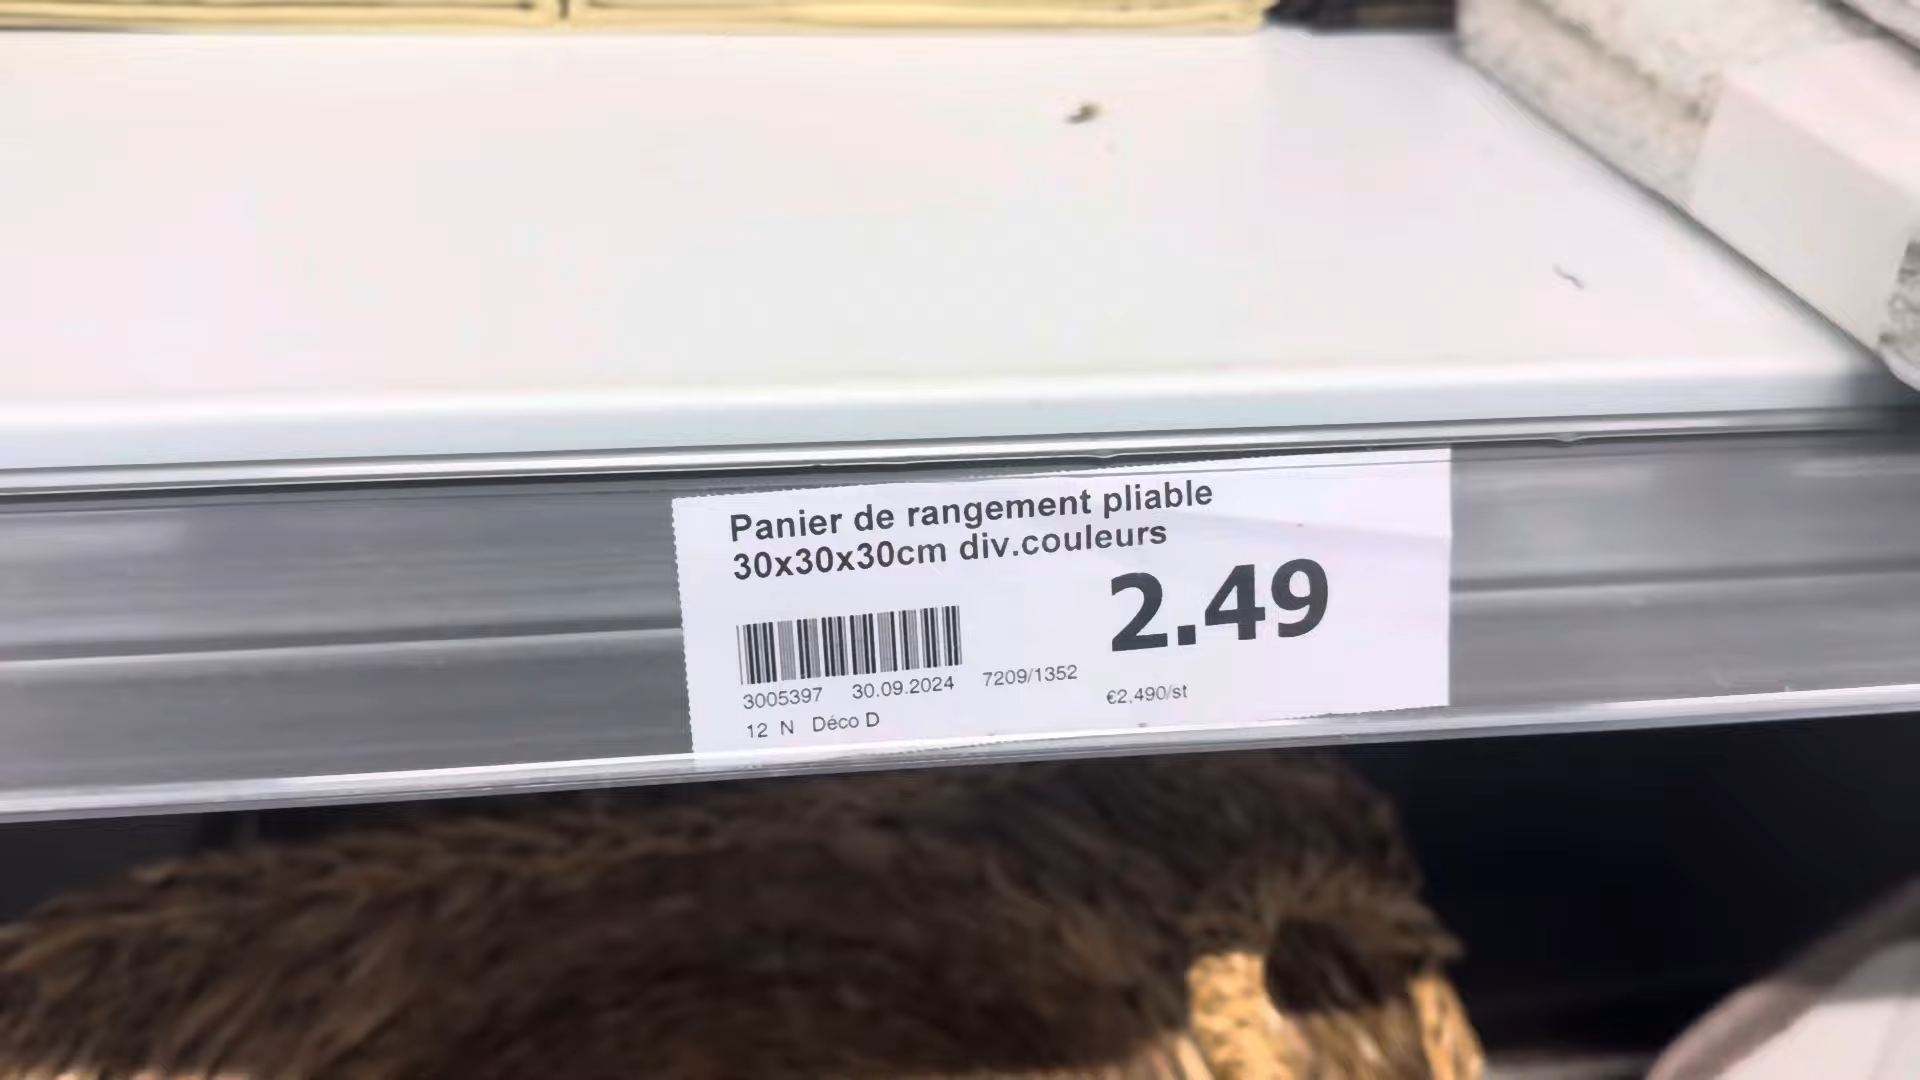 Panier de rangement pliable
30x30x30cm div.couleurs
2.49
3005397 30.09.2024 7209/1352
€2,490/st
12 N Déco D